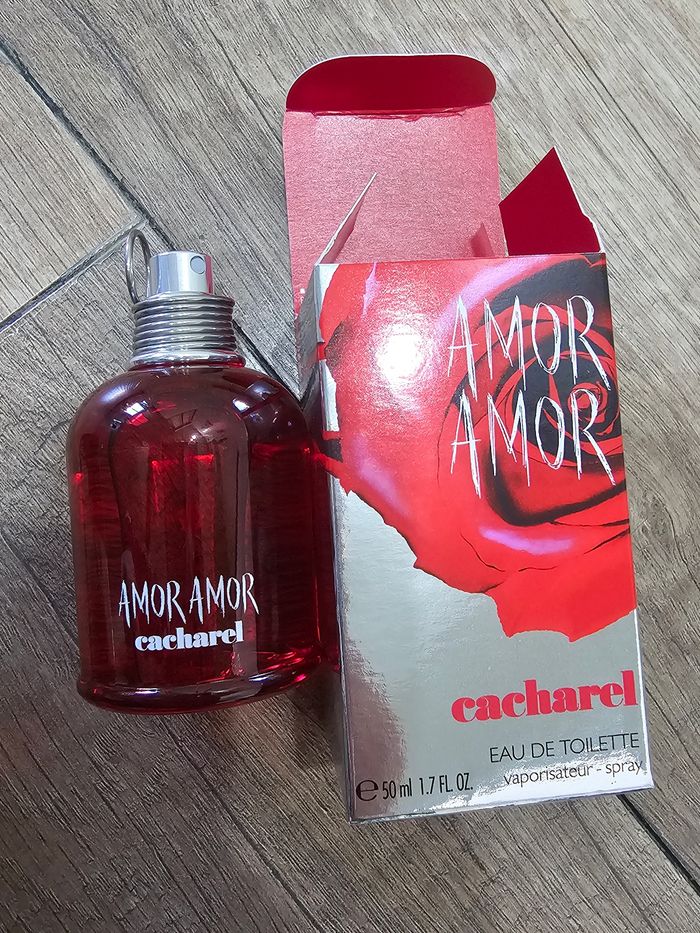 AMOR AMOR
cacharel
AMOR
AMOR
cacharel
EAU DE TOILETTE
vaporisateur - spray
℮ 50 ml 1.7 FL. OZ.